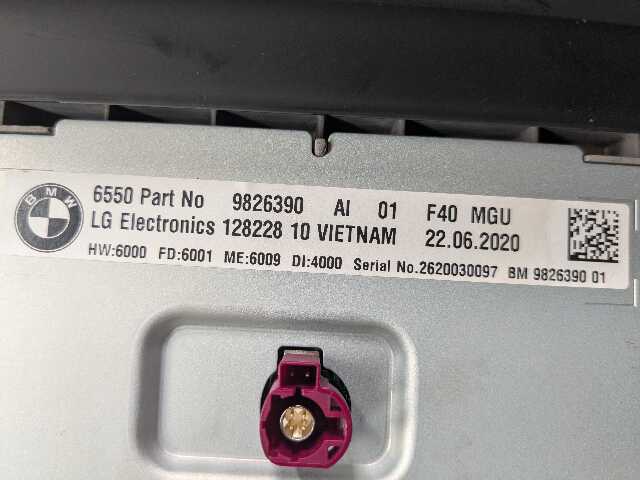 BMW
6550 Part No 9826390 AI 01 F40 MGU
LG Electronics 128228 10 VIETNAM 22.06.2020
HW:6000 FD:6001 ME:6009 DI:4000 Serial No.2620030097 BM 9826390 01